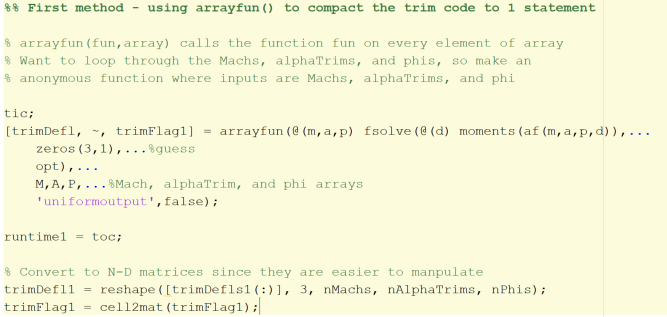 %% First method - using arrayfun() to compact the trim code to 1 statement
% arrayfun(fun,array) calls the function fun on every element of array
% Want to loop through the Machs, alphaTrims, and phis, so make an
% anonymous function where inputs are Machs, alphaTrims, and phi
tic;
[trimDefl, ~, trimFlag1] = arrayfun(@(m,a,p) fsolve(@(d) moments(af(m,a,p,d)),...
zeros(3,1),...%guess
opt),...
M,A,P,...%Mach, alphaTrim, and phi arrays
'uniformoutput',false);
runtime1 = toc;
% Convert to N-D matrices since they are easier to manpulate
trimDefl1 = reshape([trimDefls1(:)], 3, nMachs, nAlphaTrims, nPhis);
trimFlag1 = cell2mat(trimFlag1);